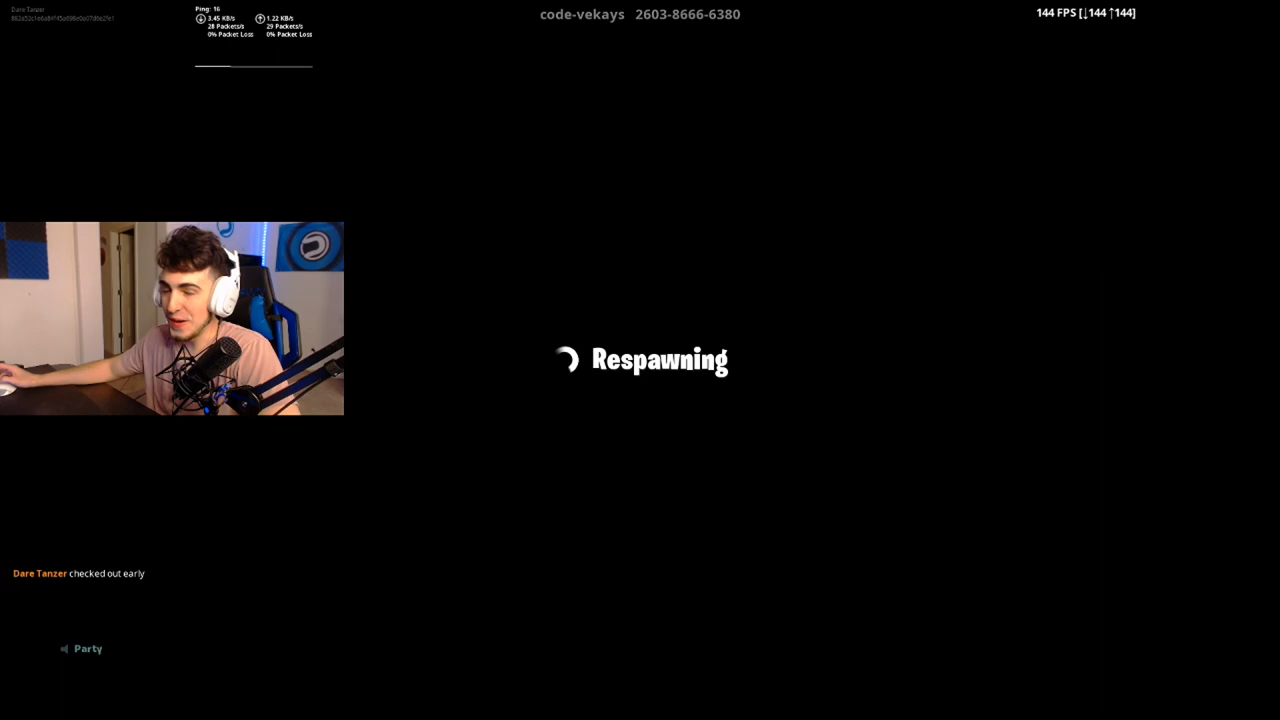 Dare Tanzer
Ping: 16
3.45 KB/s
28 Packets/s
0% Packet Loss
1.22 KB/s
29 Packets/s
0% Packet Loss
code-vekays 2603-8666-6380
144 FPS [↓144 ↑144]
Respawning
Dare Tanzer checked out early
Party